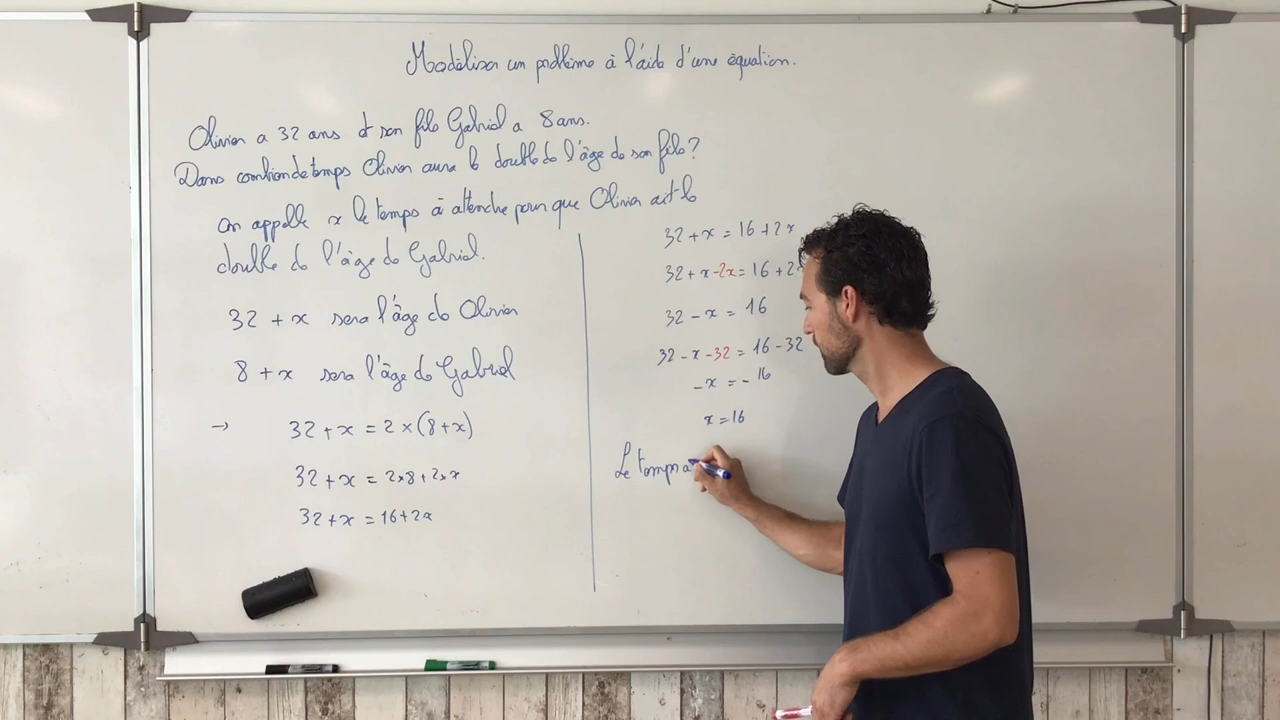 Modéliser un problème à l'aide d'une équation.
Olivier a 32 ans et son fils Gabriel a 8 ans.
Dans combien de temps Olivier aura le double de l'âge de son fils ?
on appelle x le temps à attendre pour que Olivier ait le
double de l'âge de Gabriel.
32 + x sera l'âge de Olivier
8 + x sera l'âge de Gabriel
→ 32 + x = 2 × (8 + x)
32 + x = 2×8 + 2×x
32 + x = 16 + 2x
32 + x = 16 + 2x
32 + x - 2x = 16 + 2x
32 - x = 16
32 - x - 32 = 16 - 32
- x = - 16
x = 16
Le temps a